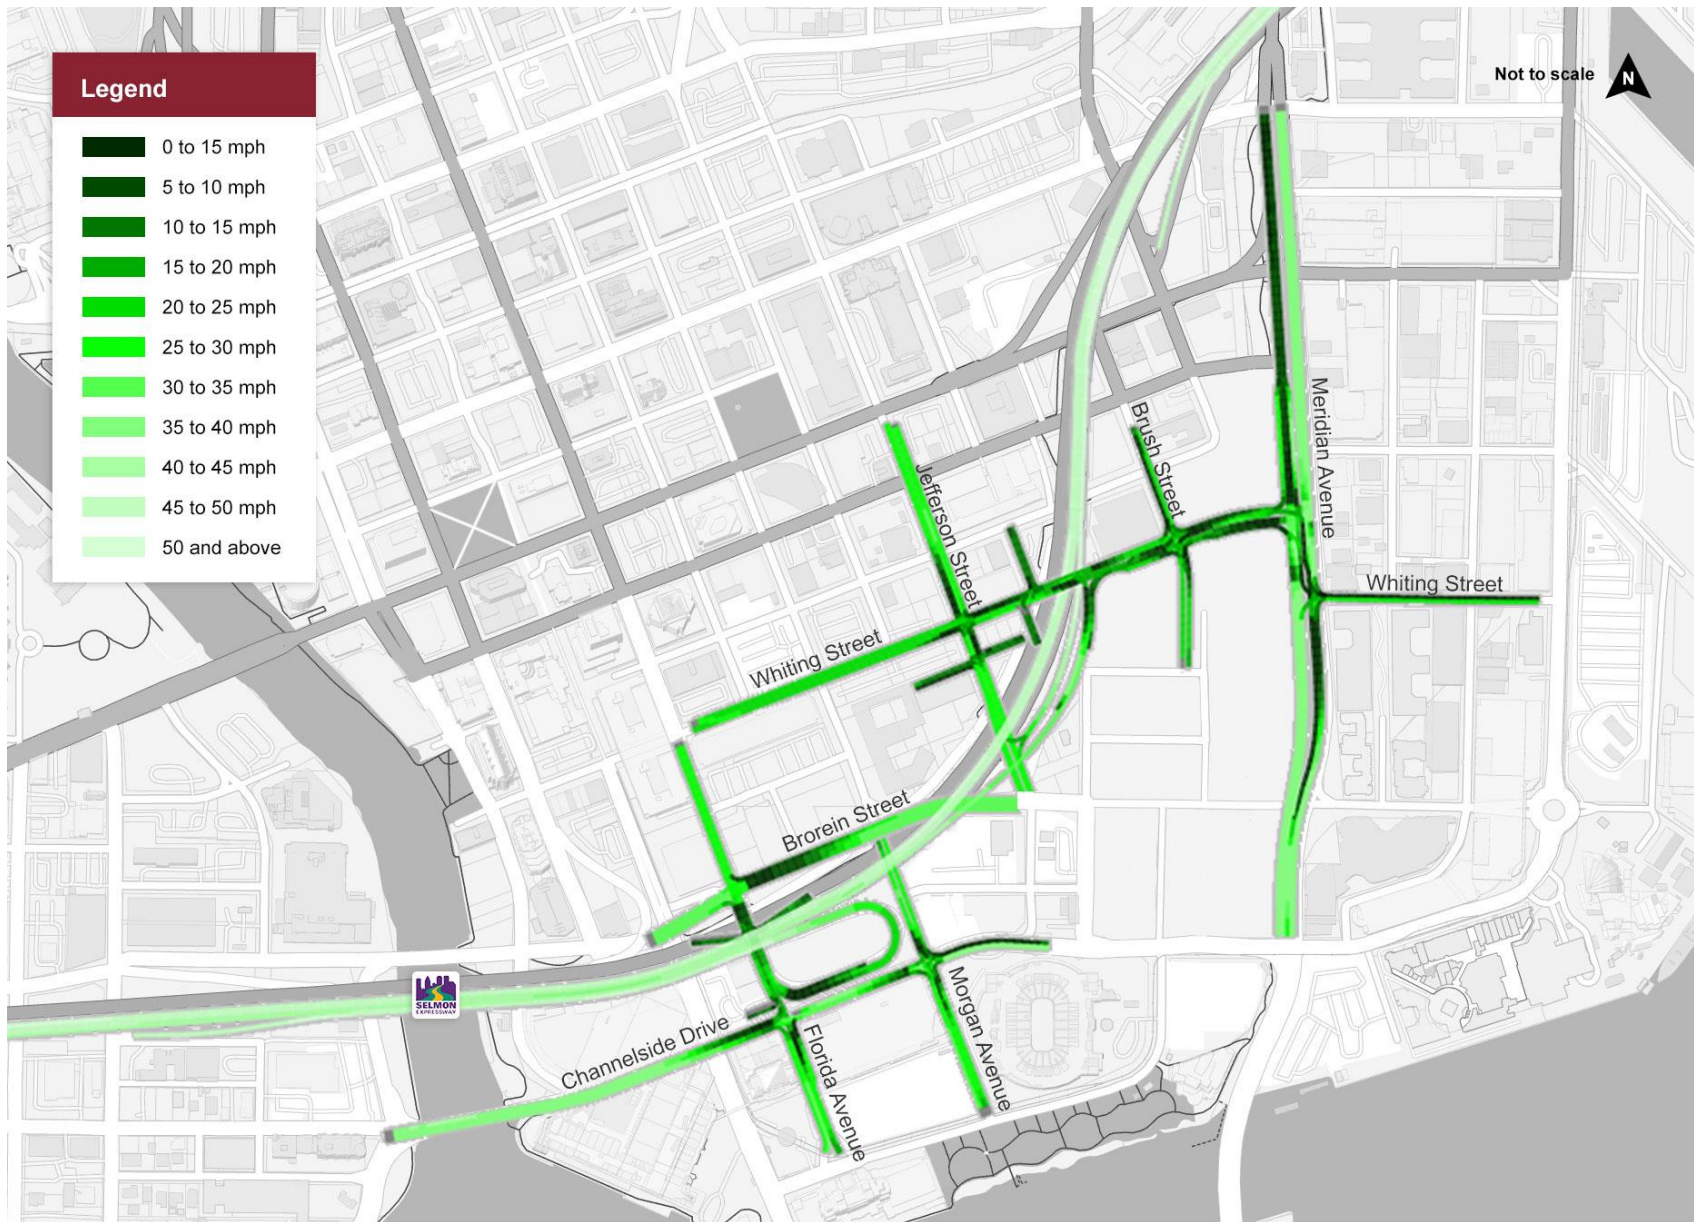 Legend
0 to 15 mph
5 to 10 mph
10 to 15 mph
15 to 20 mph
20 to 25 mph
25 to 30 mph
30 to 35 mph
35 to 40 mph
40 to 45 mph
45 to 50 mph
50 and above
Not to scale
N
Meridian Avenue
Brush Street
Jefferson Street
Whiting Street
Whiting Street
Brorein Street
SELMON
EXPRESSWAY
Channelside Drive
Florida Avenue
Morgan Avenue